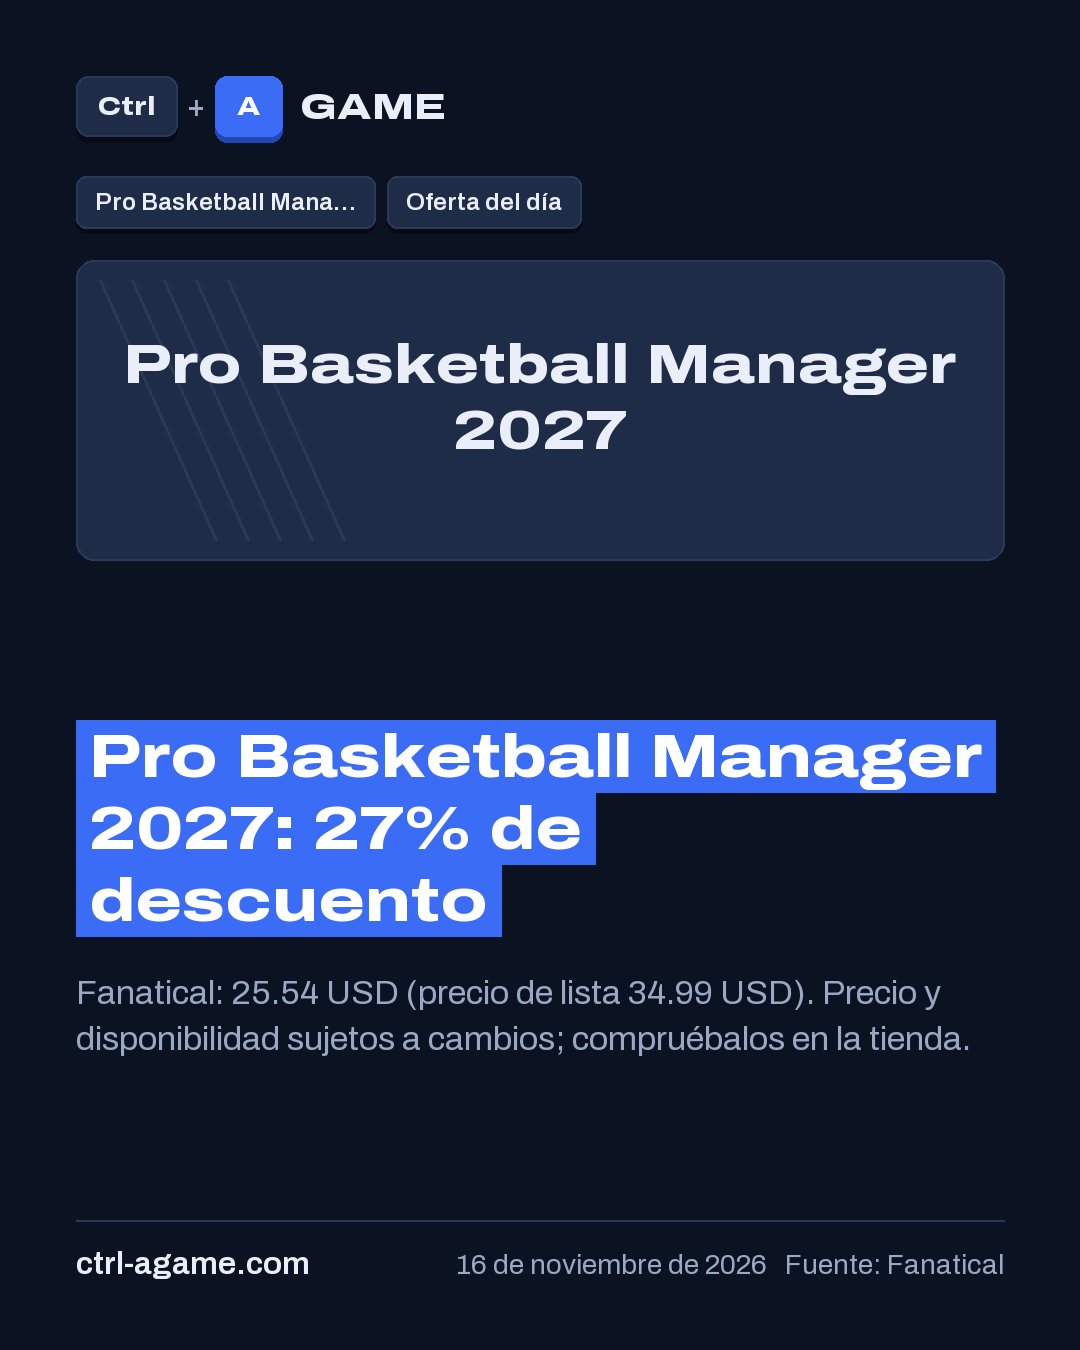 Ctrl + A GAME
Pro Basketball Mana... Oferta del día
Pro Basketball Manager
2027
Pro Basketball Manager
2027: 27% de
descuento
Fanatical: 25.54 USD (precio de lista 34.99 USD). Precio y
disponibilidad sujetos a cambios; compruébalos en la tienda.
ctrl-agame.com 16 de noviembre de 2026 Fuente: Fanatical